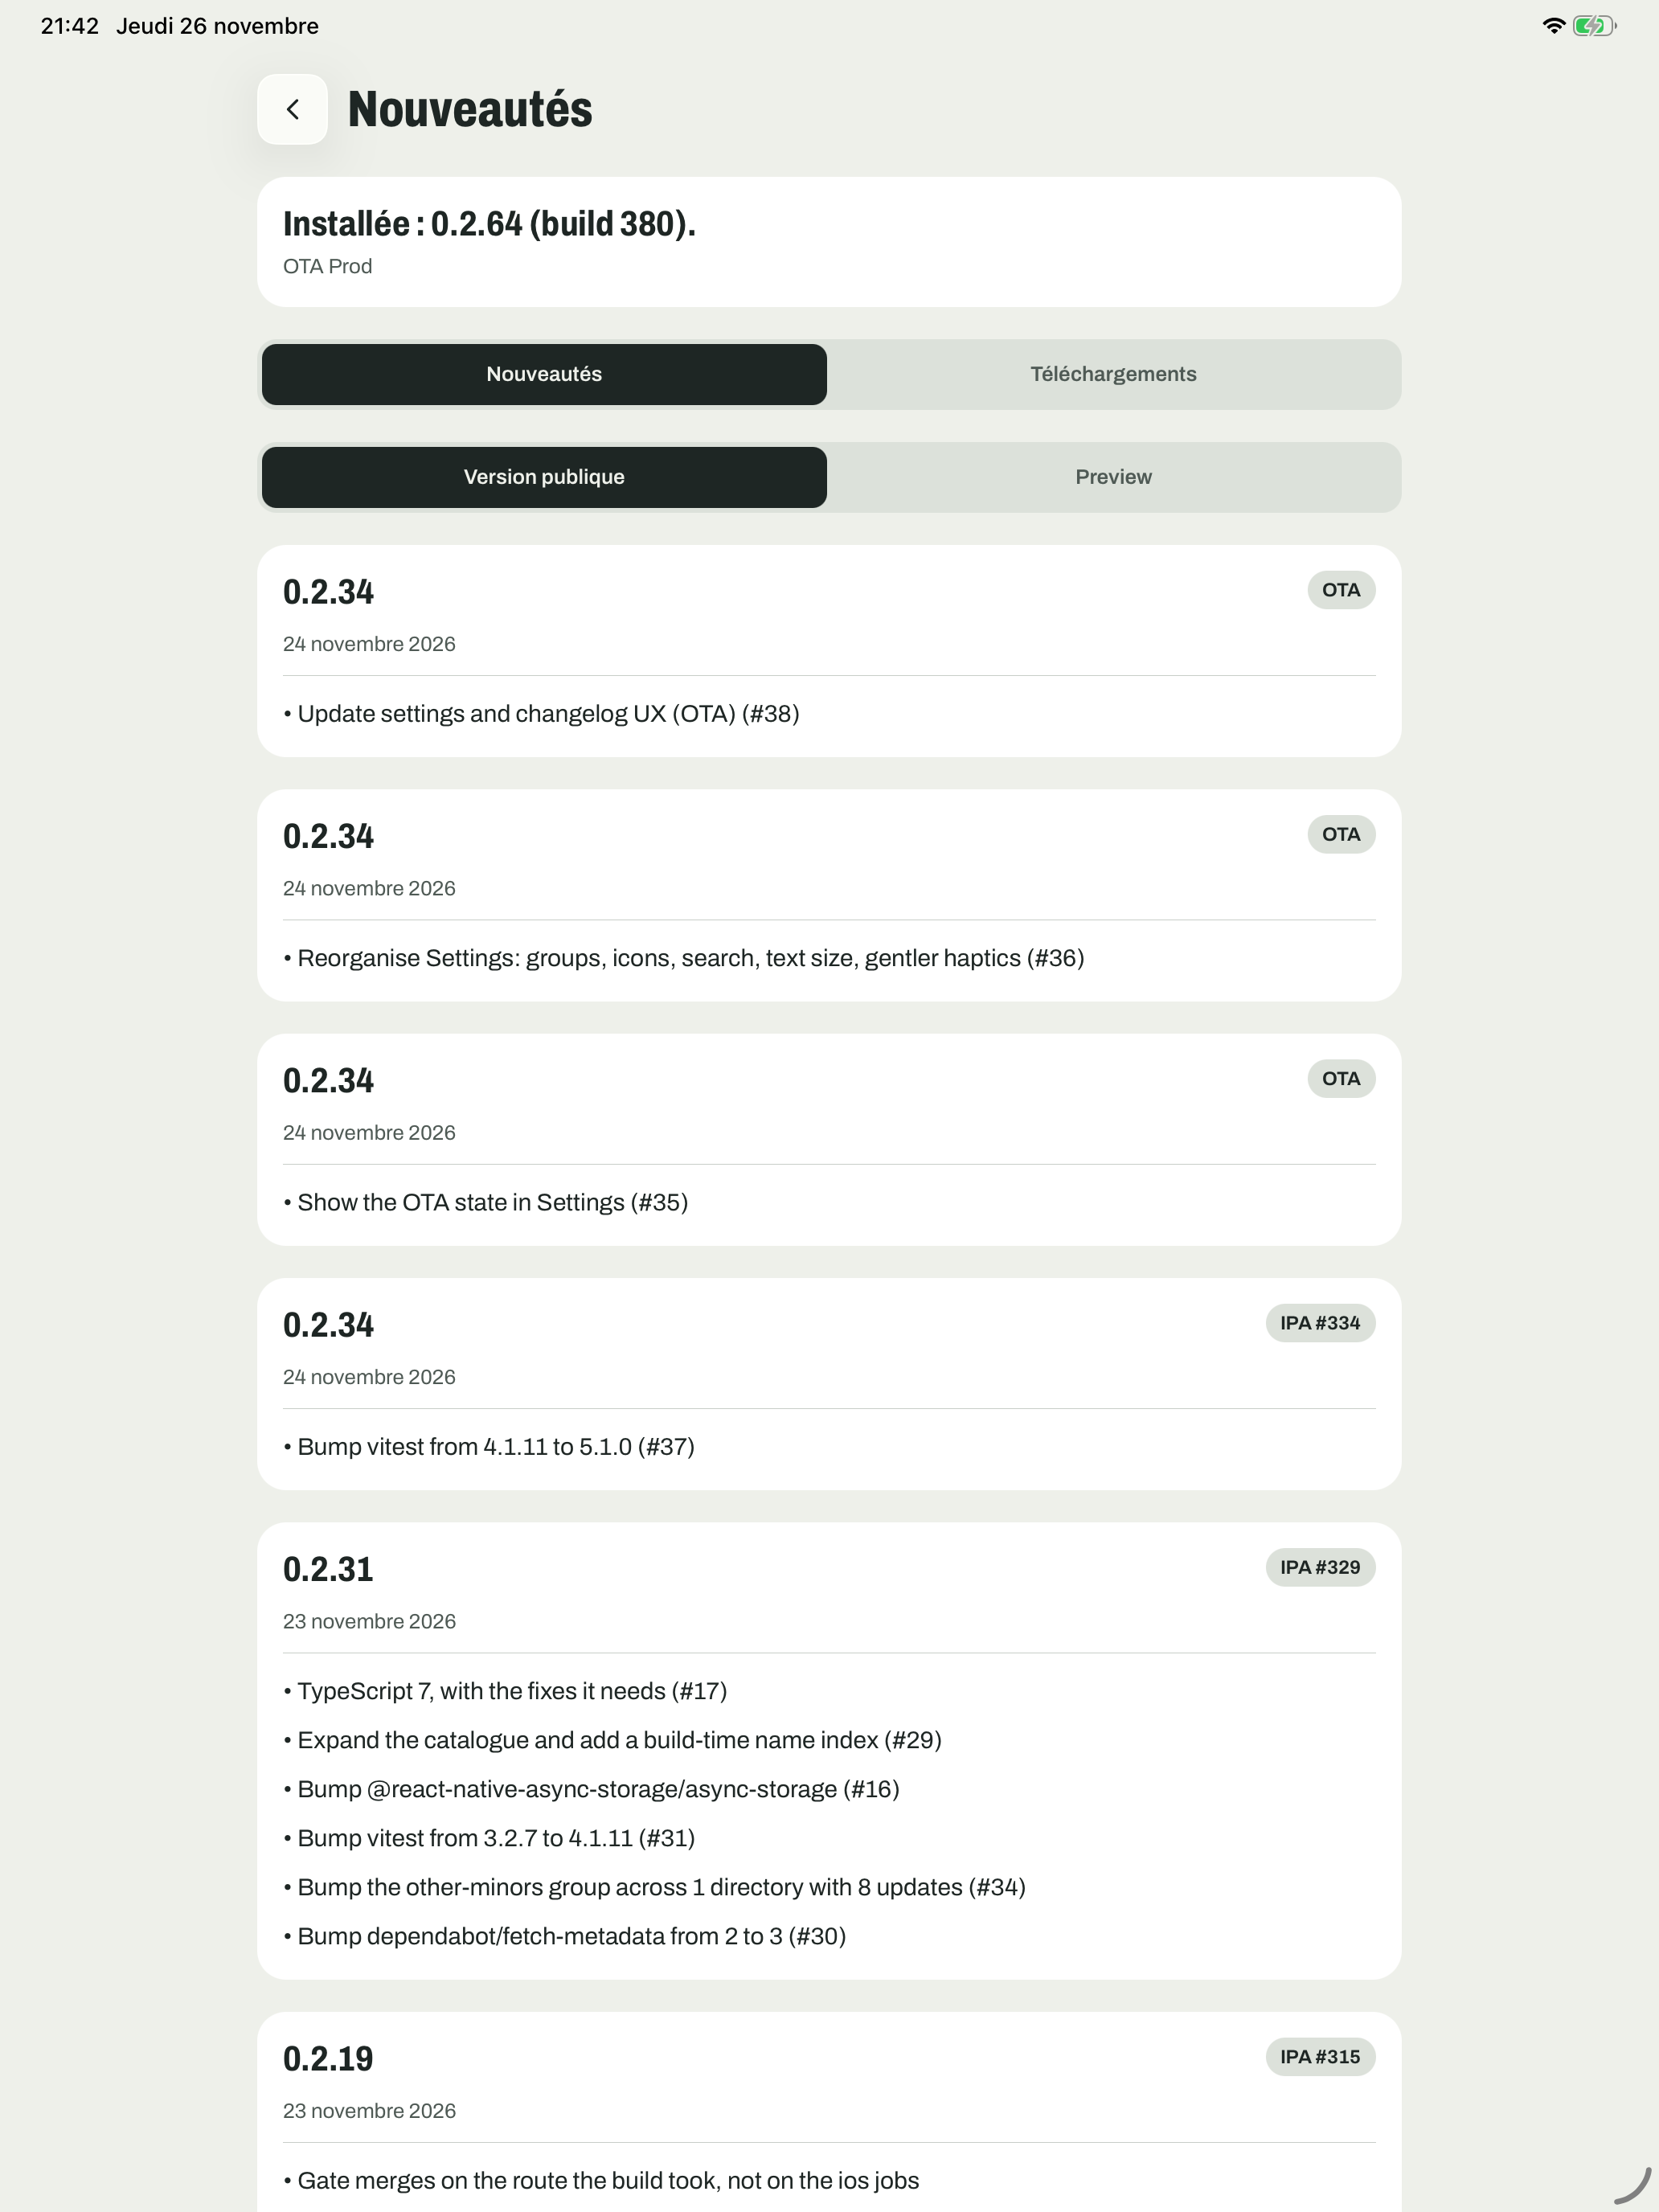 21:42 Jeudi 26 novembre
Nouveautés
Installée : 0.2.64 (build 380).
OTA Prod
Nouveautés
Téléchargements
Version publique
Preview
0.2.34
OTA
24 novembre 2026
• Update settings and changelog UX (OTA) (#38)
0.2.34
OTA
24 novembre 2026
• Reorganise Settings: groups, icons, search, text size, gentler haptics (#36)
0.2.34
OTA
24 novembre 2026
• Show the OTA state in Settings (#35)
0.2.34
IPA #334
24 novembre 2026
• Bump vitest from 4.1.11 to 5.1.0 (#37)
0.2.31
IPA #329
23 novembre 2026
• TypeScript 7, with the fixes it needs (#17)
• Expand the catalogue and add a build-time name index (#29)
• Bump @react-native-async-storage/async-storage (#16)
• Bump vitest from 3.2.7 to 4.1.11 (#31)
• Bump the other-minors group across 1 directory with 8 updates (#34)
• Bump dependabot/fetch-metadata from 2 to 3 (#30)
0.2.19
IPA #315
23 novembre 2026
• Gate merges on the route the build took, not on the ios jobs